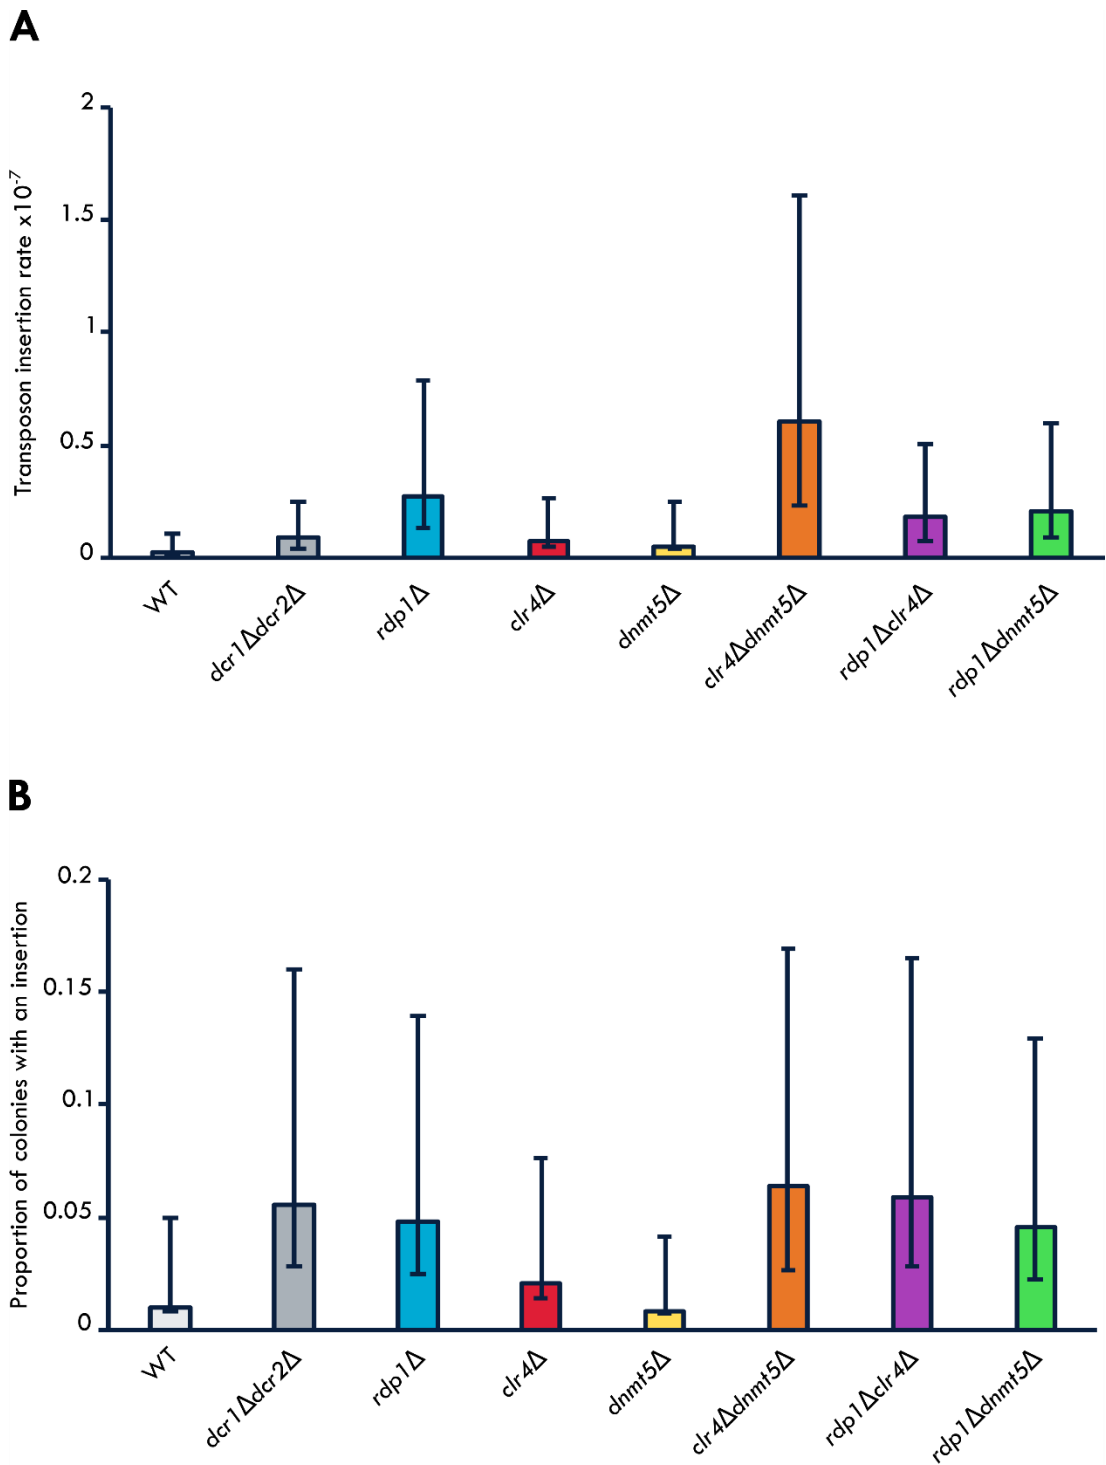 A
Transposon insertion rate x10-7
2
1.5
1
0.5
0
WT
dcr1Δdcr2Δ
rdp1Δ
clr4Δ
dnmt5Δ
clr4Δdnmt5Δ
rdp1Δclr4Δ
rdp1Δdnmt5Δ
B
Proportion of colonies with an insertion
0.2
0.15
0.1
0.05
0
WT
dcr1Δdcr2Δ
rdp1Δ
clr4Δ
dnmt5Δ
clr4Δdnmt5Δ
rdp1Δclr4Δ
rdp1Δdnmt5Δ